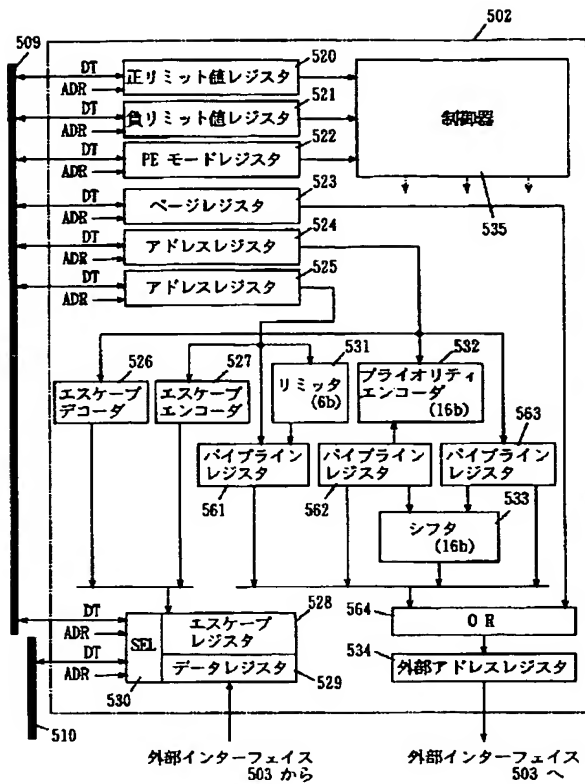 502
509
DT
正リミット値レジスタ
520
ADR
DT
負リミット値レジスタ
521
ADR
DT
PE モードレジスタ
522
ADR
制御器
535
DT
ページレジスタ
523
ADR
DT
アドレスレジスタ
524
ADR
DT
アドレスレジスタ
525
ADR
526
エスケープ
デコーダ
527
エスケープ
エンコーダ
531
リミッタ
(6b)
532
プライオリティ
エンコーダ
(16b)
563
パイプライン
レジスタ
561
パイプライン
レジスタ
562
パイプライン
レジスタ
シフタ
(16b)
533
DT
ADR
SEL
エスケープ
レジスタ
528
DT
ADR
データレジスタ
529
530
564
OR
534
外部アドレスレジスタ
510
外部インターフェイス
503 から
外部インターフェイス
503 へ